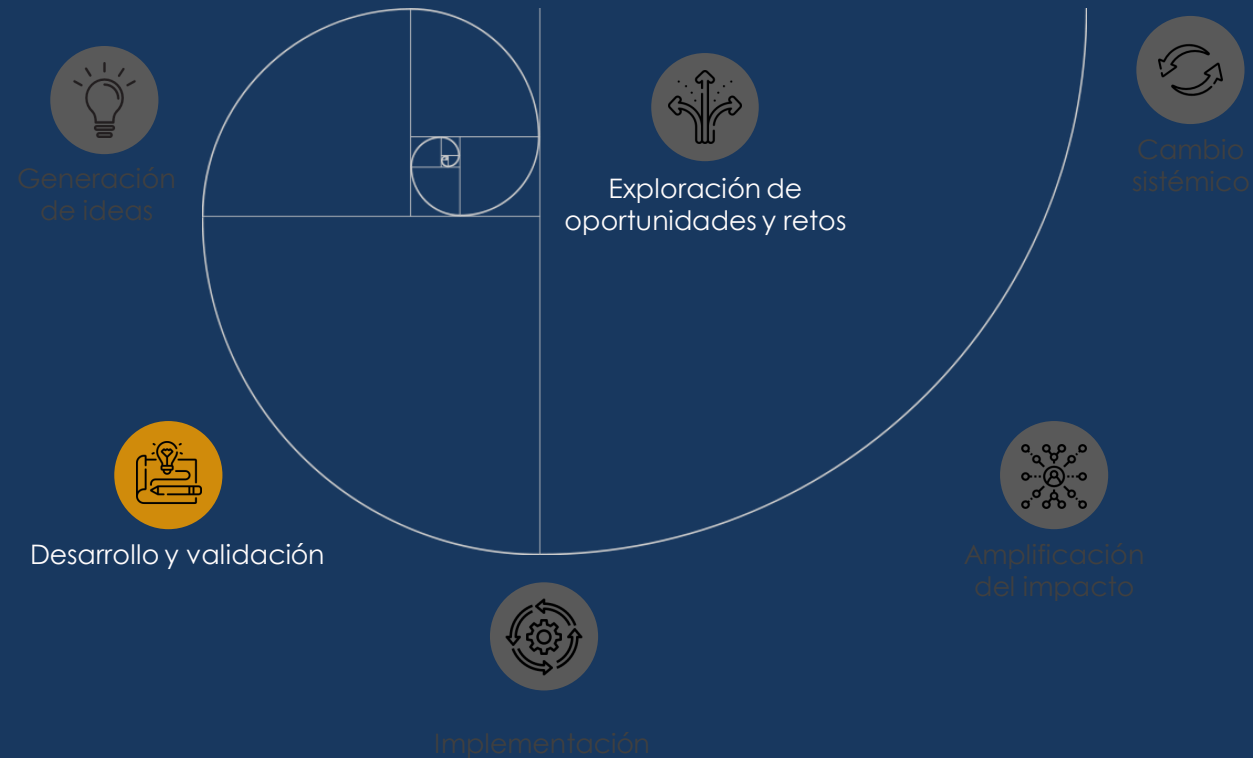 Generación
de ideas
Exploración de
oportunidades y retos
Cambio
sistémico
Desarrollo y validación
Amplificación
del impacto
Implementación